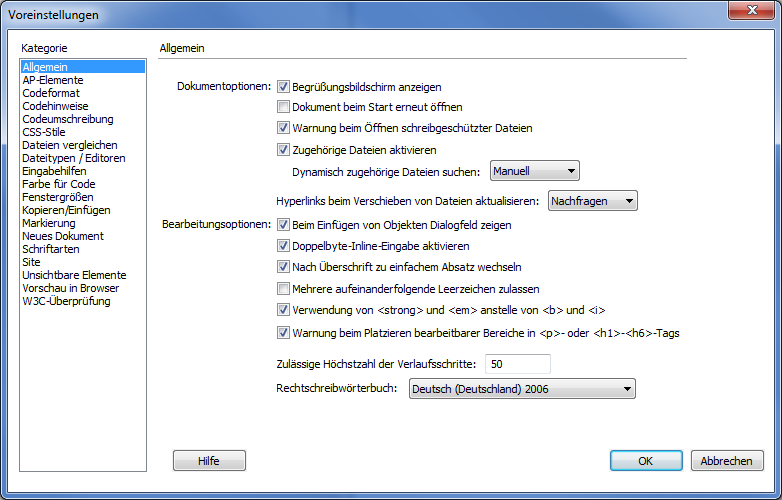 Voreinstellungen
Kategorie
Allgemein
AP-Elemente
Codeformat
Codehinweise
Codeumschreibung
CSS-Stile
Dateien vergleichen
Dateitypen / Editoren
Eingabehilfen
Farbe für Code
Fenstergrößen
Kopieren/Einfügen
Markierung
Neues Dokument
Schriftarten
Site
Unsichtbare Elemente
Vorschau in Browser
W3C-Überprüfung
Allgemein
Dokumentoptionen: Begrüßungsbildschirm anzeigen
Dokument beim Start erneut öffnen
Warnung beim Öffnen schreibgeschützter Dateien
Zugehörige Dateien aktivieren
Dynamisch zugehörige Dateien suchen: Manuell
Hyperlinks beim Verschieben von Dateien aktualisieren: Nachfragen
Bearbeitungsoptionen: Beim Einfügen von Objekten Dialogfeld zeigen
Doppelbyte-Inline-Eingabe aktivieren
Nach Überschrift zu einfachem Absatz wechseln
Mehrere aufeinanderfolgende Leerzeichen zulassen
Verwendung von <strong> und <em> anstelle von <b> und <i>
Warnung beim Platzieren bearbeitbarer Bereiche in <p>- oder <h1>-<h6>-Tags
Zulässige Höchstzahl der Verlaufsschritte: 50
Rechtschreibwörterbuch: Deutsch (Deutschland) 2006
Hilfe
OK
Abbrechen